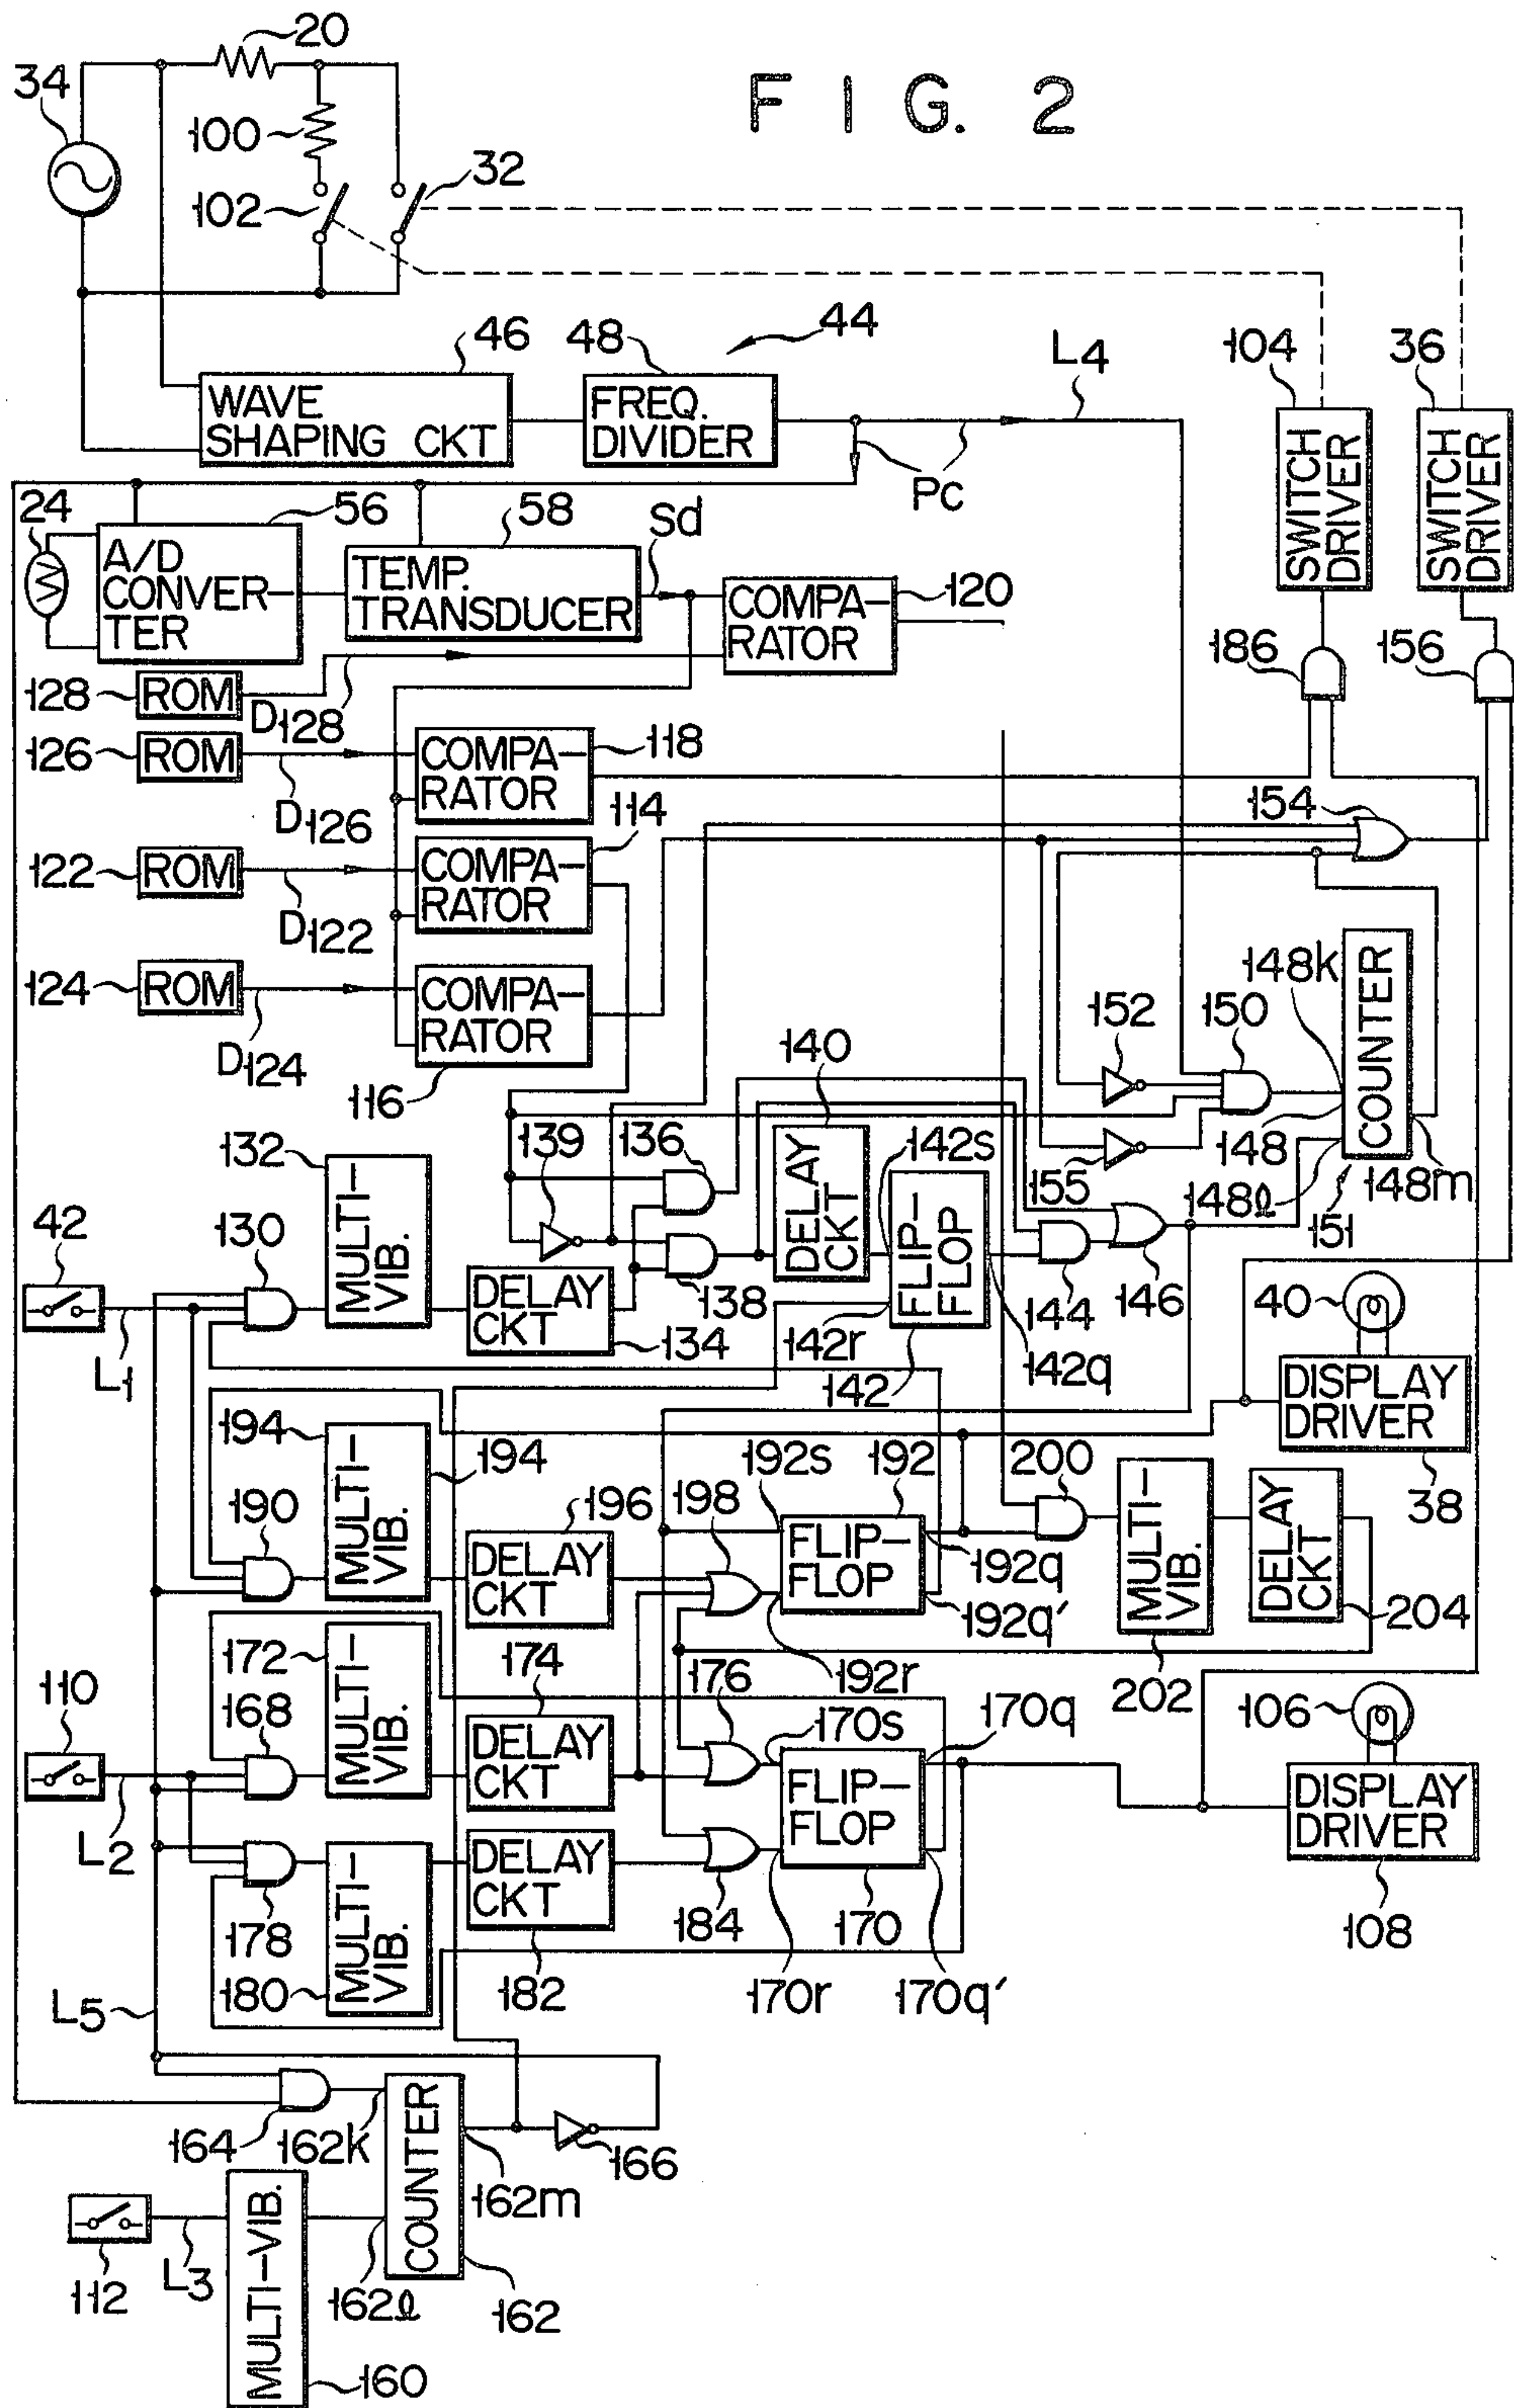 FIG. 2
20
34
100
102
32
46
48
44
L4
104
36
WAVE
SHAPING CKT
FREQ.
DIVIDER
Pc
SWITCH
DRIVER
SWITCH
DRIVER
24
56
58
Sd
A/D
CONVER-
TER
TEMP.
TRANSDUCER
COMPA-
RATOR
120
186
156
128
ROM
D128
126
ROM
D126
COMPA-
RATOR
118
154
122
ROM
D122
COMPA-
RATOR
114
124
ROM
D124
COMPA-
RATOR
116
152
150
148k
COUNTER
148
148l
151
148m
155
132
MULTI-
VIB.
139
136
140
DELAY
CKT
142s
FLIP-
FLOP
142r
142
142q
144
146
138
42
130
L1
DELAY
CKT
134
40
DISPLAY
DRIVER
38
194
MULTI-
VIB.
194
190
196
DELAY
CKT
198
192s
192
FLIP-
FLOP
192q
192q'
192r
200
MULTI-
VIB.
202
DELAY
CKT
204
110
168
L2
172
MULTI-
VIB.
174
DELAY
CKT
176
170s
170q
FLIP-
FLOP
106
DISPLAY
DRIVER
108
178
180
MULTI-
VIB.
DELAY
CKT
182
184
170r
170
170q'
L5
164
162k
COUNTER
162m
166
112
L3
MULTI-VIB.
160
162l
162